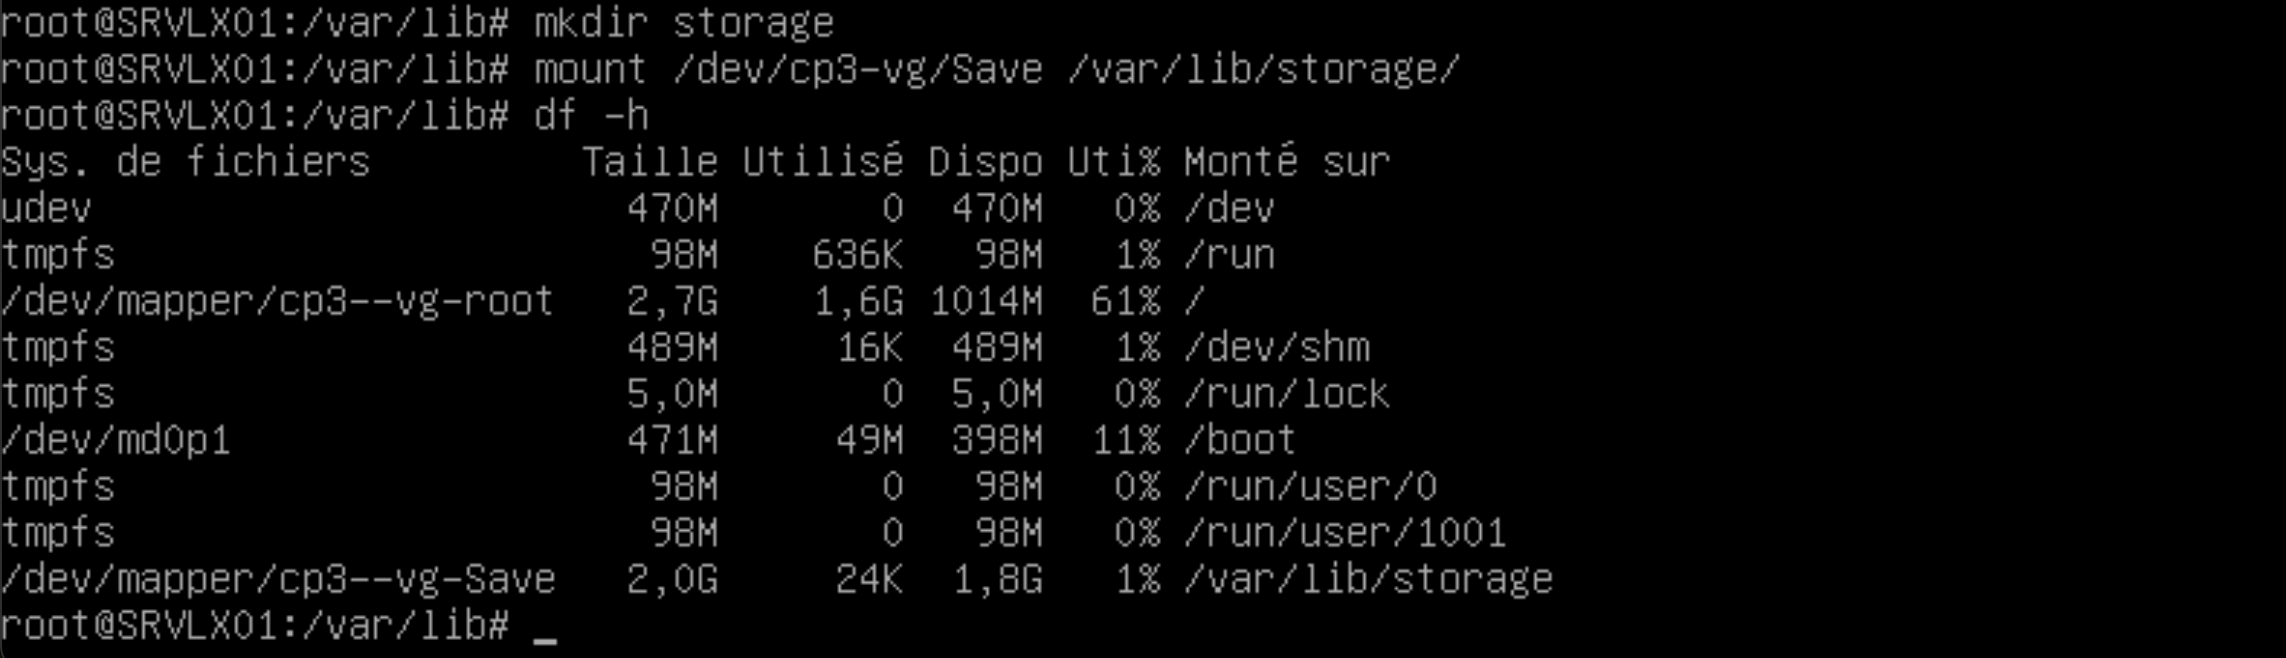 root@SRVLX01:/var/lib# mkdir storage
root@SRVLX01:/var/lib# mount /dev/cp3-vg/Save /var/lib/storage/
root@SRVLX01:/var/lib# df -h
Sys. de fichiers         Taille Utilisé Dispo Uti% Monté sur
udev                       470M       0  470M   0% /dev
tmpfs                       98M    636K   98M   1% /run
/dev/mapper/cp3--vg-root   2,7G    1,6G 1014M  61% /
tmpfs                      489M     16K  489M   1% /dev/shm
tmpfs                      5,0M       0  5,0M   0% /run/lock
/dev/md0p1                 471M     49M  398M  11% /boot
tmpfs                       98M       0   98M   0% /run/user/0
tmpfs                       98M       0   98M   0% /run/user/1001
/dev/mapper/cp3--vg-Save   2,0G     24K  1,8G   1% /var/lib/storage
root@SRVLX01:/var/lib# _